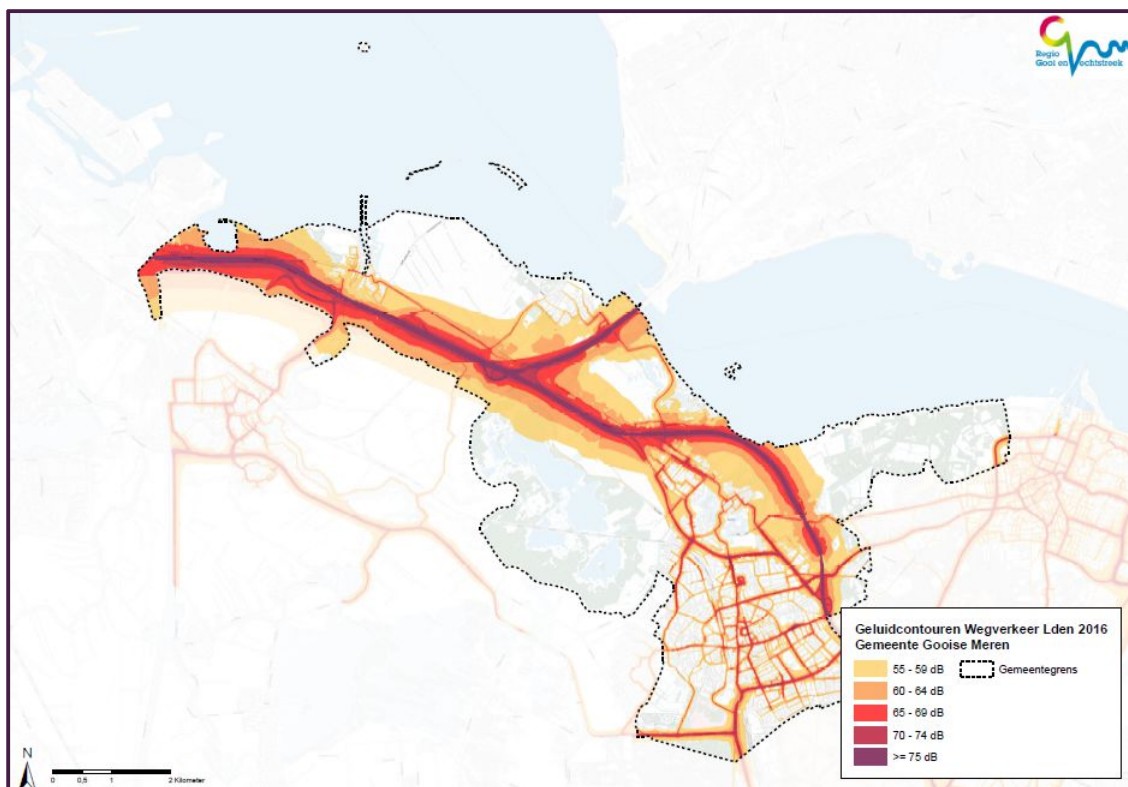 Regio
Gooi en Vechtstreek
Geluidcontouren Wegverkeer Lden 2016
Gemeente Gooise Meren
55 - 59 dB
Gemeentegrens
60 - 64 dB
65 - 69 dB
70 - 74 dB
>= 75 dB
N
0 0,5 1 2 Kilometer